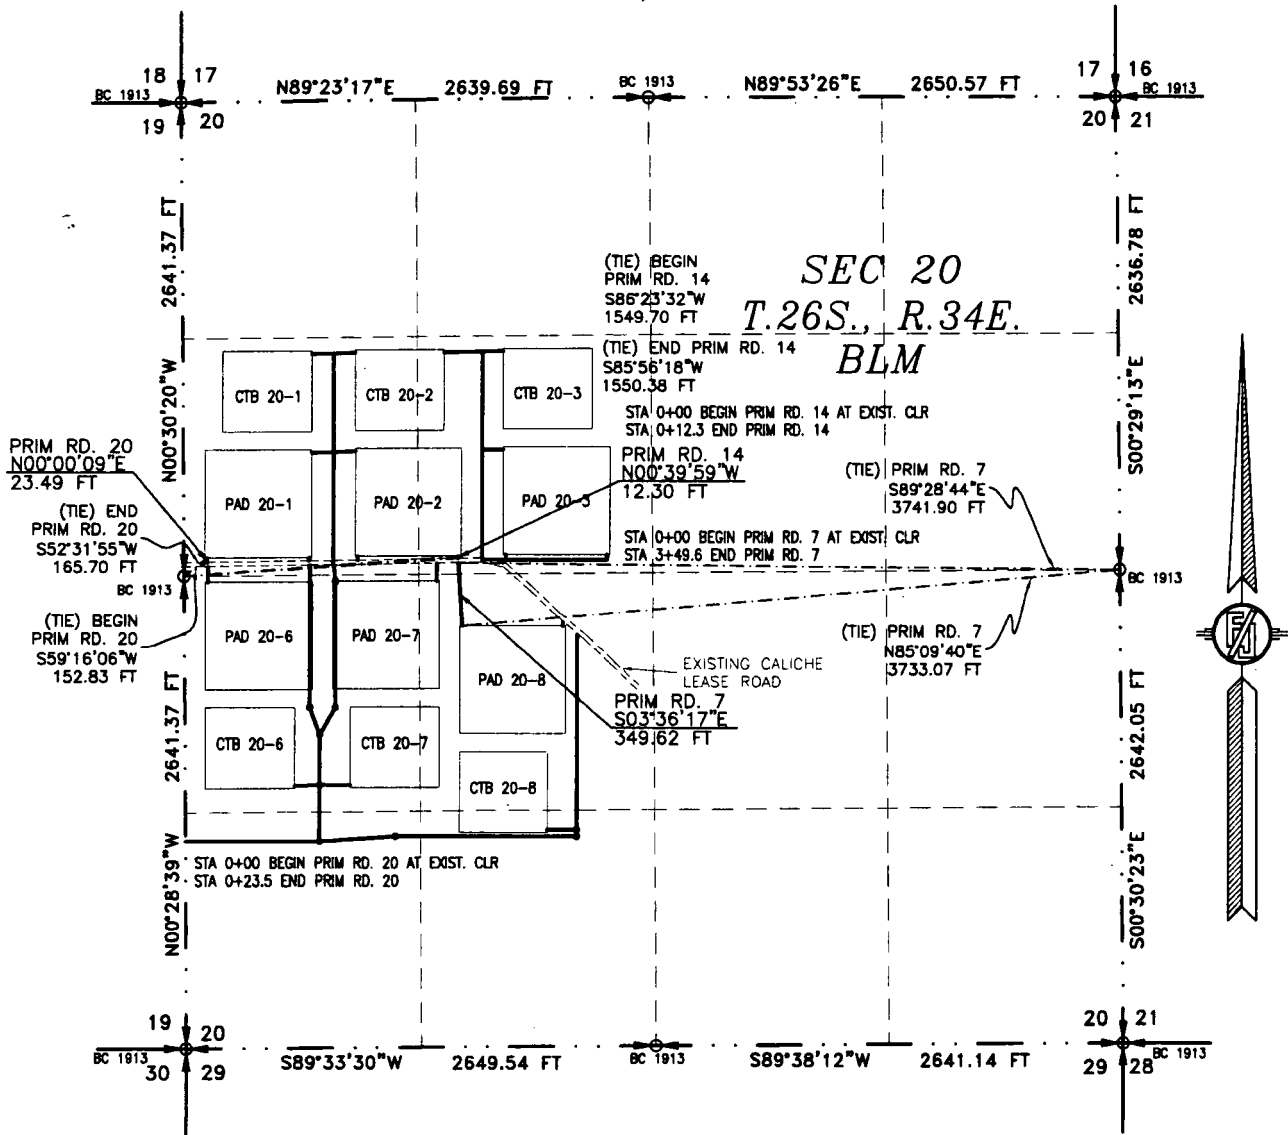 18 17
N89°23'17"E 2639.69 FT
BC 1913
N89°53'26"E 2650.57 FT
17 16
BC 1913
BC 1913
19 20
20 21
2641.37 FT
N00°30'20"W
2636.78 FT
S00°29'13"E
SEC 20
T.26S., R.34E.
BLM
(TIE) BEGIN
PRIM RD. 14
S86°23'32"W
1549.70 FT
(TIE) END PRIM RD. 14
S85°56'18"W
1550.38 FT
CTB 20-1
CTB 20-2
CTB 20-3
STA 0+00 BEGIN PRIM RD. 14 AT EXIST. CLR
STA 0+12.3 END PRIM RD. 14
PRIM RD. 20
N00°00'09"E
23.49 FT
PRIM RD. 14
N00°39'59"W
12.30 FT
(TIE) PRIM RD. 7
S89°28'44"E
3741.90 FT
PAD 20-1
PAD 20-2
PAD 20-3
(TIE) END
PRIM RD. 20
S52°31'55"W
165.70 FT
STA 0+00 BEGIN PRIM RD. 7 AT EXIST. CLR
STA 3+49.6 END PRIM RD. 7
BC 1913
BC 1913
(TIE) BEGIN
PRIM RD. 20
S59°16'06"W
152.83 FT
PAD 20-6
PAD 20-7
PAD 20-8
(TIE) PRIM RD. 7
N85°09'40"E
3733.07 FT
EXISTING CALICHE
LEASE ROAD
PRIM RD. 7
S03°36'17"E
349.62 FT
2641.37 FT
N00°28'39"W
2642.05 FT
S00°30'23"E
CTB 20-6
CTB 20-7
CTB 20-8
STA 0+00 BEGIN PRIM RD. 20 AT EXIST. CLR
STA 0+23.5 END PRIM RD. 20
19 20
20 21
BC 1913
S89°33'30"W 2649.54 FT
BC 1913
S89°38'12"W 2641.14 FT
BC 1913
30 29
29 28